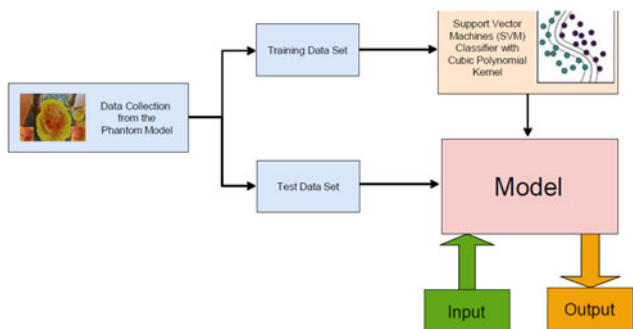 Training Data Set
Support Vector
Machines (SVM)
Classifier with
Cubic Polynomial
Kernel
Data Collection
from the
Phantom Model
Test Data Set
Model
Input
Output